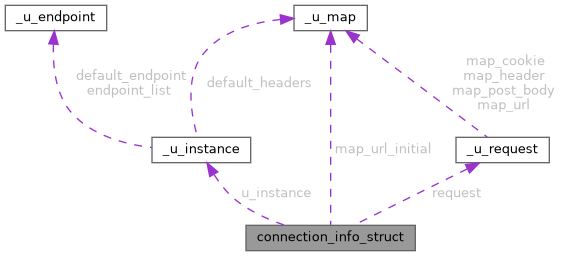 _u_endpoint
_u_map
default_endpoint
endpoint_list
default_headers
map_cookie
map_header
map_post_body
map_url
_u_instance
map_url_initial
_u_request
u_instance
request
connection_info_struct